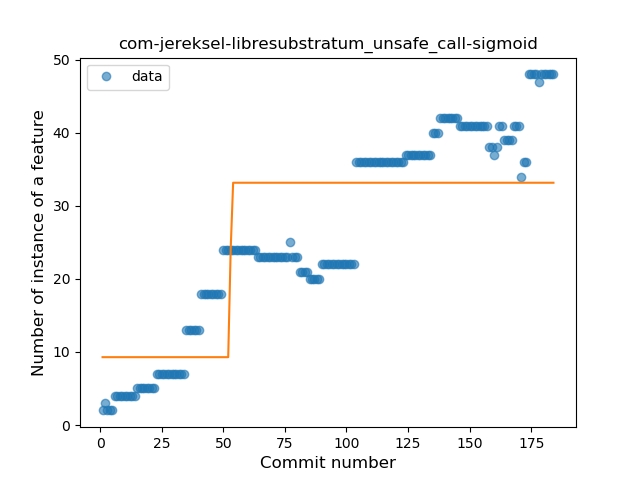 com-jereksel-libresubstratum_unsafe_call-sigmoid
data
Number of instance of a feature
50
40
30
20
10
0
0 25 50 75 100 125 150 175
Commit number